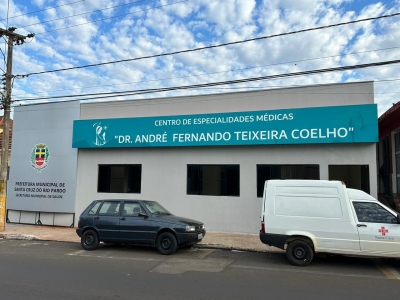 CENTRO DE ESPECIALIDADES MÉDICAS
"DR. ANDRÉ FERNANDO TEIXEIRA COELHO"
PREFEITURA MUNICIPAL DE
SANTA CRUZ DO RIO PARDO
SECRETARIA MUNICIPAL DE SAÚDE